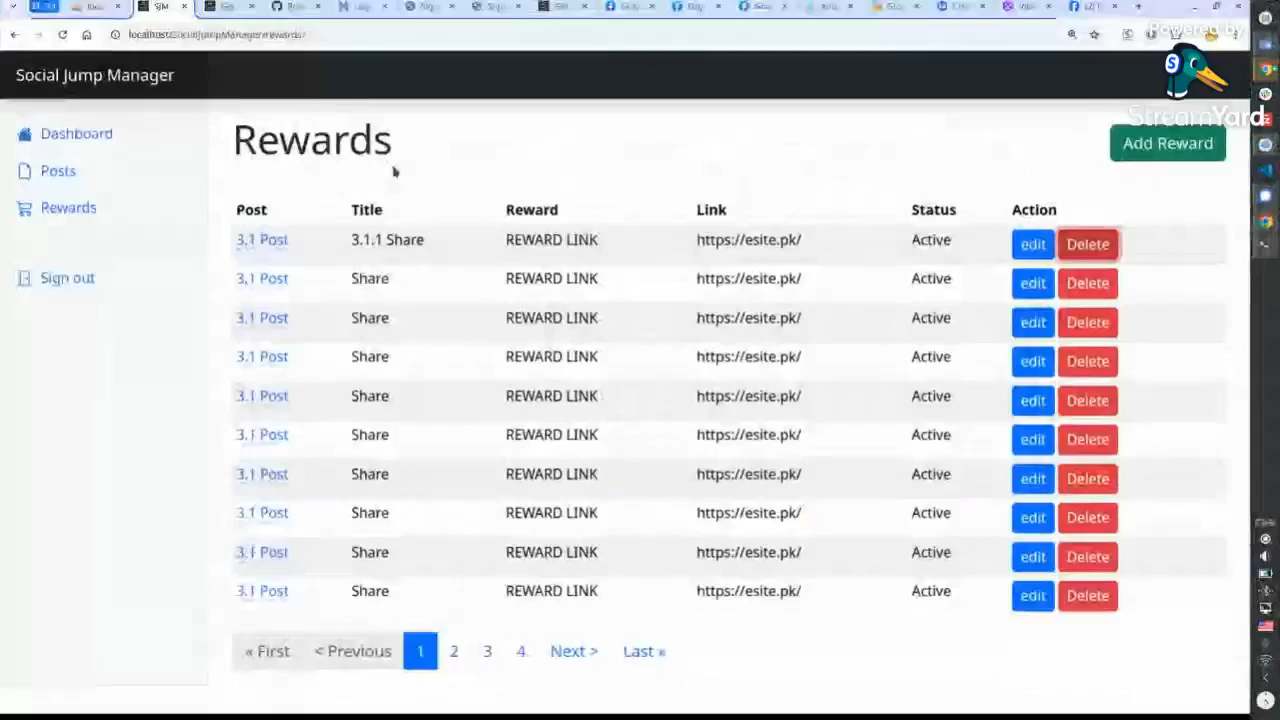 Powered by
StreamYard
Social Jump Manager
Dashboard
Posts
Rewards
Sign out
Rewards
Add Reward
Post Title Reward Link Status Action
3.1 Post 3.1.1 Share REWARD LINK https://esite.pk/ Active edit Delete
3.1 Post Share REWARD LINK https://esite.pk/ Active edit Delete
3.1 Post Share REWARD LINK https://esite.pk/ Active edit Delete
3.1 Post Share REWARD LINK https://esite.pk/ Active edit Delete
3.1 Post Share REWARD LINK https://esite.pk/ Active edit Delete
3.1 Post Share REWARD LINK https://esite.pk/ Active edit Delete
3.1 Post Share REWARD LINK https://esite.pk/ Active edit Delete
3.1 Post Share REWARD LINK https://esite.pk/ Active edit Delete
3.1 Post Share REWARD LINK https://esite.pk/ Active edit Delete
3.1 Post Share REWARD LINK https://esite.pk/ Active edit Delete
« First < Previous 1 2 3 4 Next > Last »